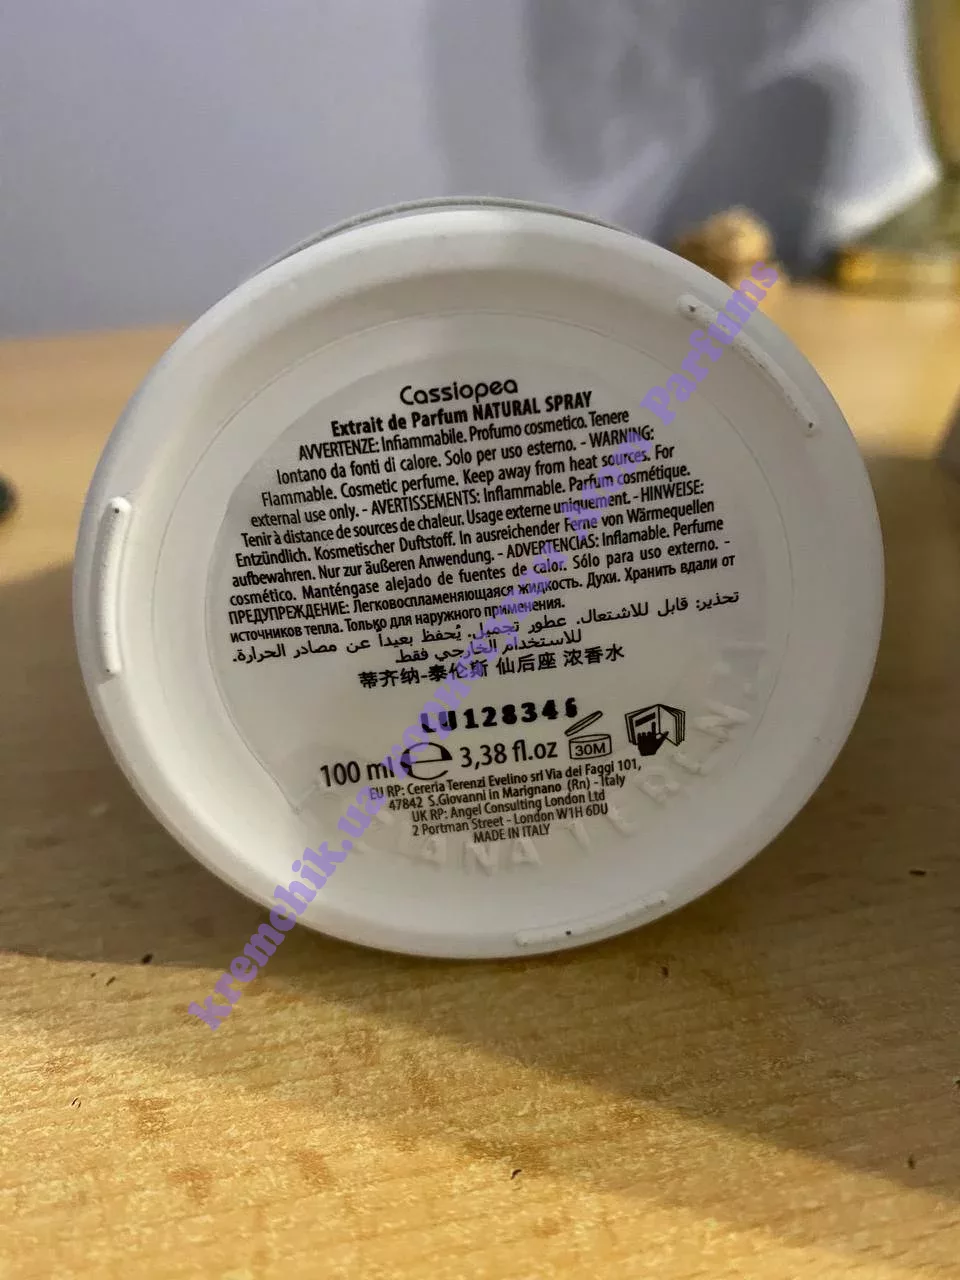 Cassiopea
Extrait de Parfum NATURAL SPRAY
AVVERTENZE: Infiammabile. Profumo cosmetico. Tenere
lontano da fonti di calore. Solo per uso esterno. - WARNING:
Flammable. Cosmetic perfume. Keep away from heat sources. For
external use only. - AVERTISSEMENTS: Inflammable. Parfum cosmétique.
Tenir à distance de sources de chaleur. Usage externe uniquement. - HINWEISE:
Entzündlich. Kosmetischer Duftstoff. In ausreichender Ferne von Wärmequellen
aufbewahren. Nur zur äußeren Anwendung. - ADVERTENCIAS: Inflamable. Perfume
cosmético. Manténgase alejado de fuentes de calor. Sólo para uso externo. -
ПРЕДУПРЕЖДЕНИЕ: Легковоспламеняющаяся жидкость. Духи. Хранить вдали от
источников тепла. Только для наружного применения.
تحذير: قابل للاشتعال. عطور تجميل. يُحفظ بعيداً عن مصادر الحرارة.
للاستخدام الخارجي فقط
蒂齐纳-泰伦斯 仙后座 浓香水
LU128346
100 ml e 3,38 fl.oz 30M
EU RP: Cereria Terenzi Evelino srl Via dei Faggi 101,
47842 S.Giovanni in Marignano (Rn) - Italy
UK RP: Angel Consulting London Ltd
2 Portman Street - London W1H 6DU
MADE IN ITALY
TERENZI
kremchik.ua
Parfums